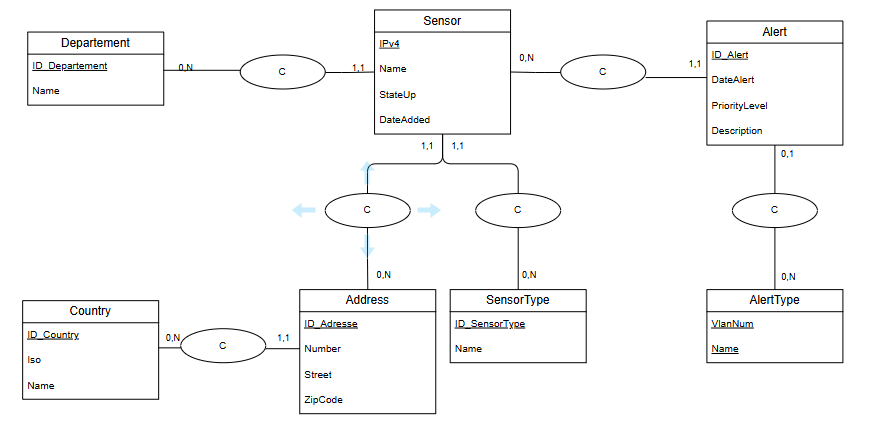 Sensor
IPv4
Name
StateUp
DateAdded
Departement
ID_Departement
Name
0,N
C
1,1
0,N
C
1,1
Alert
ID_Alert
DateAlert
PriorityLevel
Description
1,1
1,1
0,1
C
C
C
0,N
0,N
0,N
Country
ID_Country
Iso
Name
0,N
C
1,1
Address
ID_Adresse
Number
Street
ZipCode
SensorType
ID_SensorType
Name
AlertType
VlanNum
Name